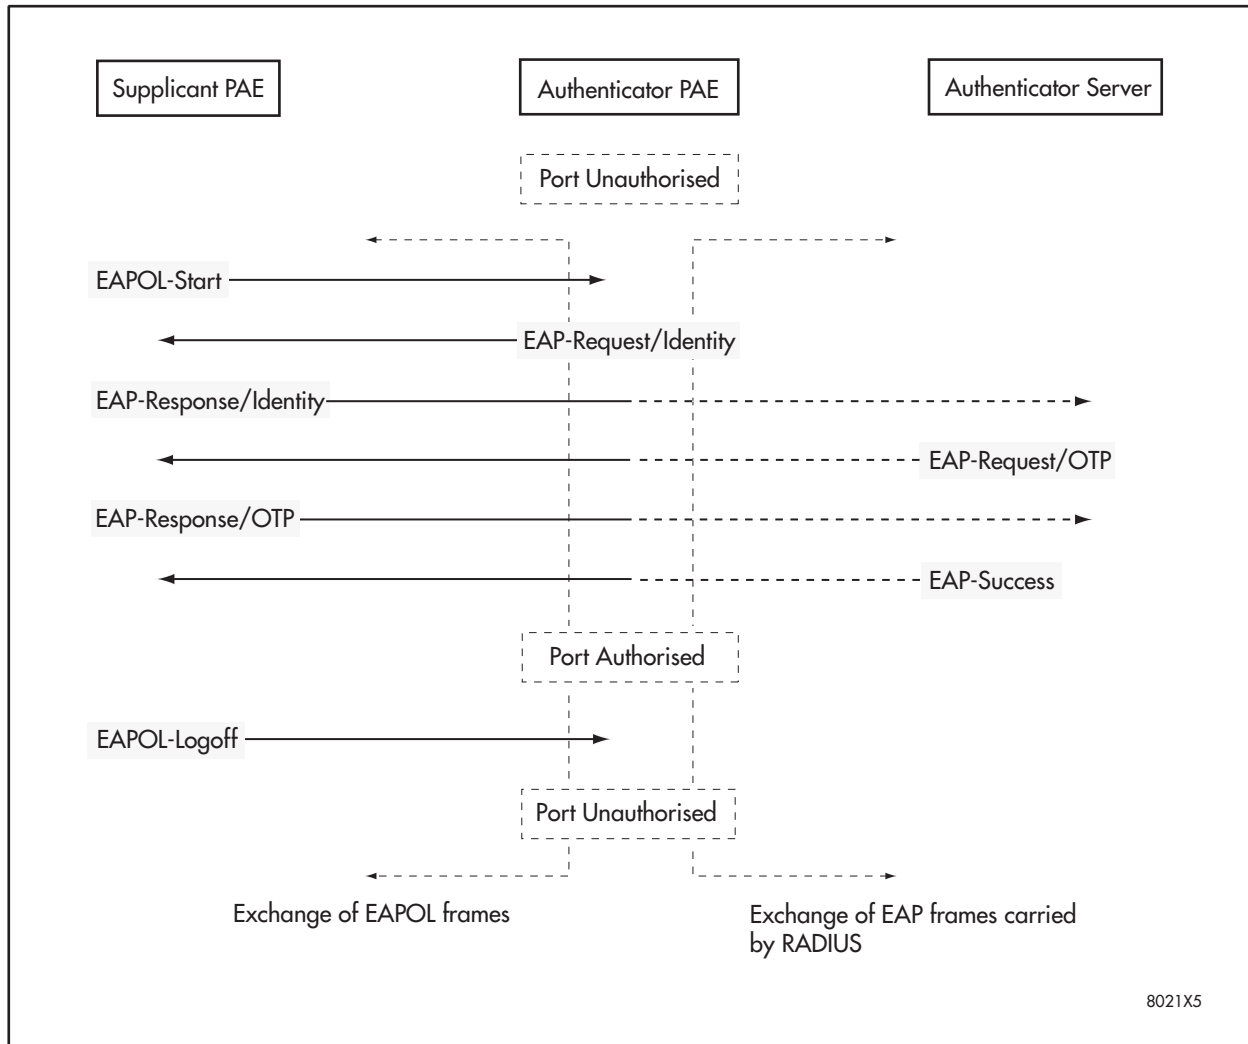 Supplicant PAE
Authenticator PAE
Authenticator Server
Port Unauthorised
EAPOL-Start
EAP-Request/Identity
EAP-Response/Identity
EAP-Request/OTP
EAP-Response/OTP
EAP-Success
Port Authorised
EAPOL-Logoff
Port Unauthorised
Exchange of EAPOL frames
Exchange of EAP frames carried
by RADIUS
8021X5